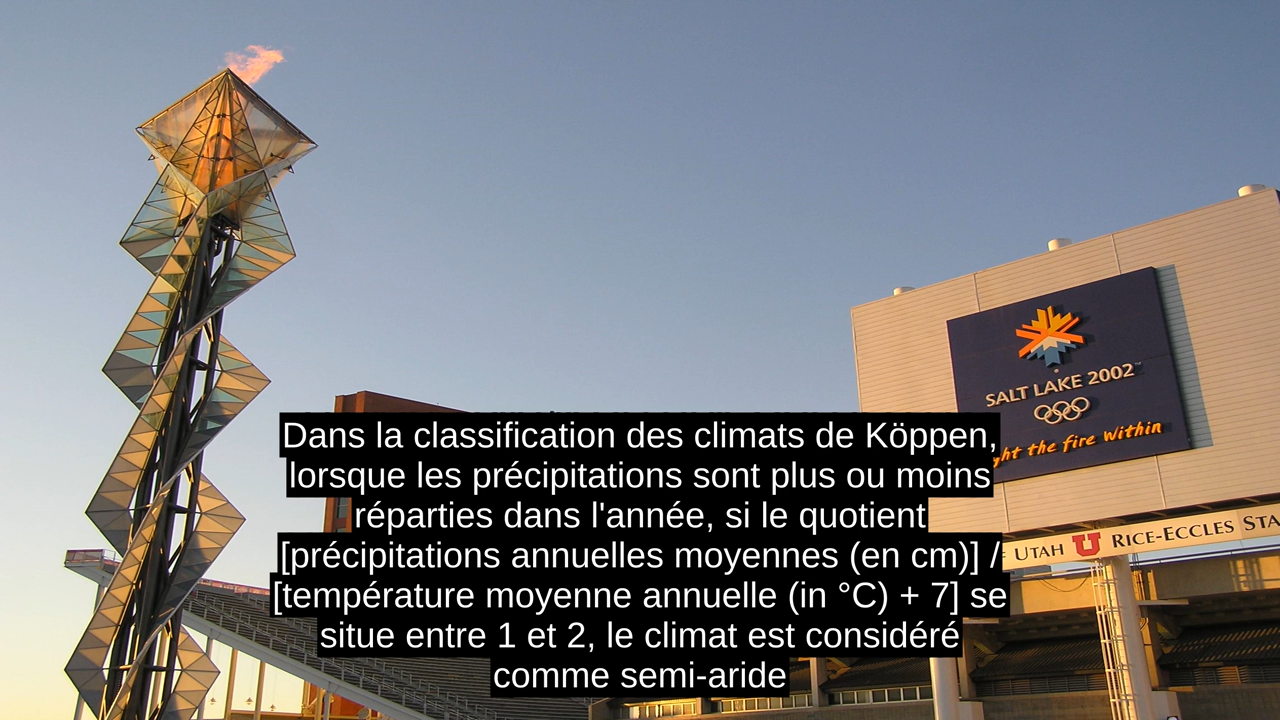 SALT LAKE 2002
ght the fire within
UTAH U RICE-ECCLES STA
Dans la classification des climats de Köppen,
lorsque les précipitations sont plus ou moins
réparties dans l'année, si le quotient
[précipitations annuelles moyennes (en cm)] /
[température moyenne annuelle (in °C) + 7] se
situe entre 1 et 2, le climat est considéré
comme semi-aride